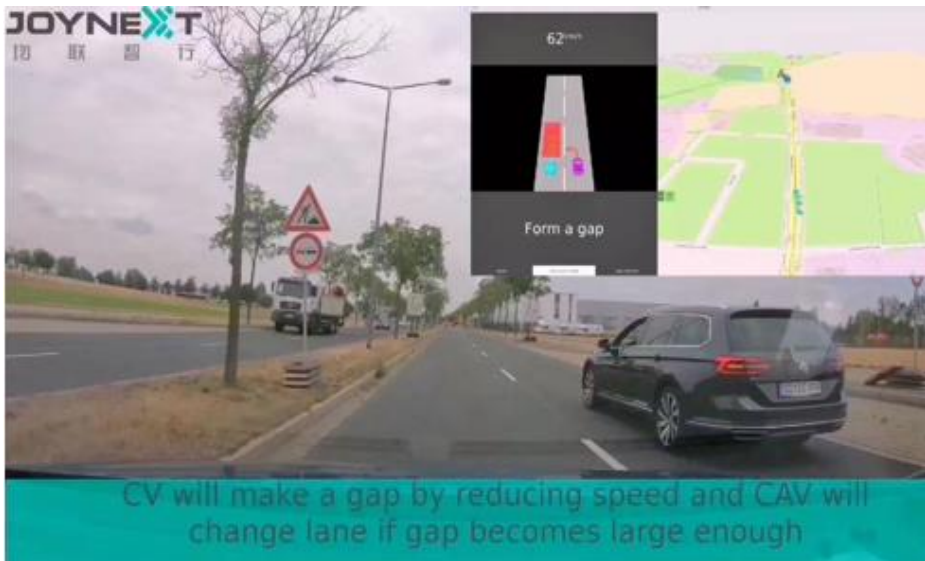 JOYNEXT
均联智行
62 km/h
Form a gap
CV will make a gap by reducing speed and CAV will
change lane if gap becomes large enough